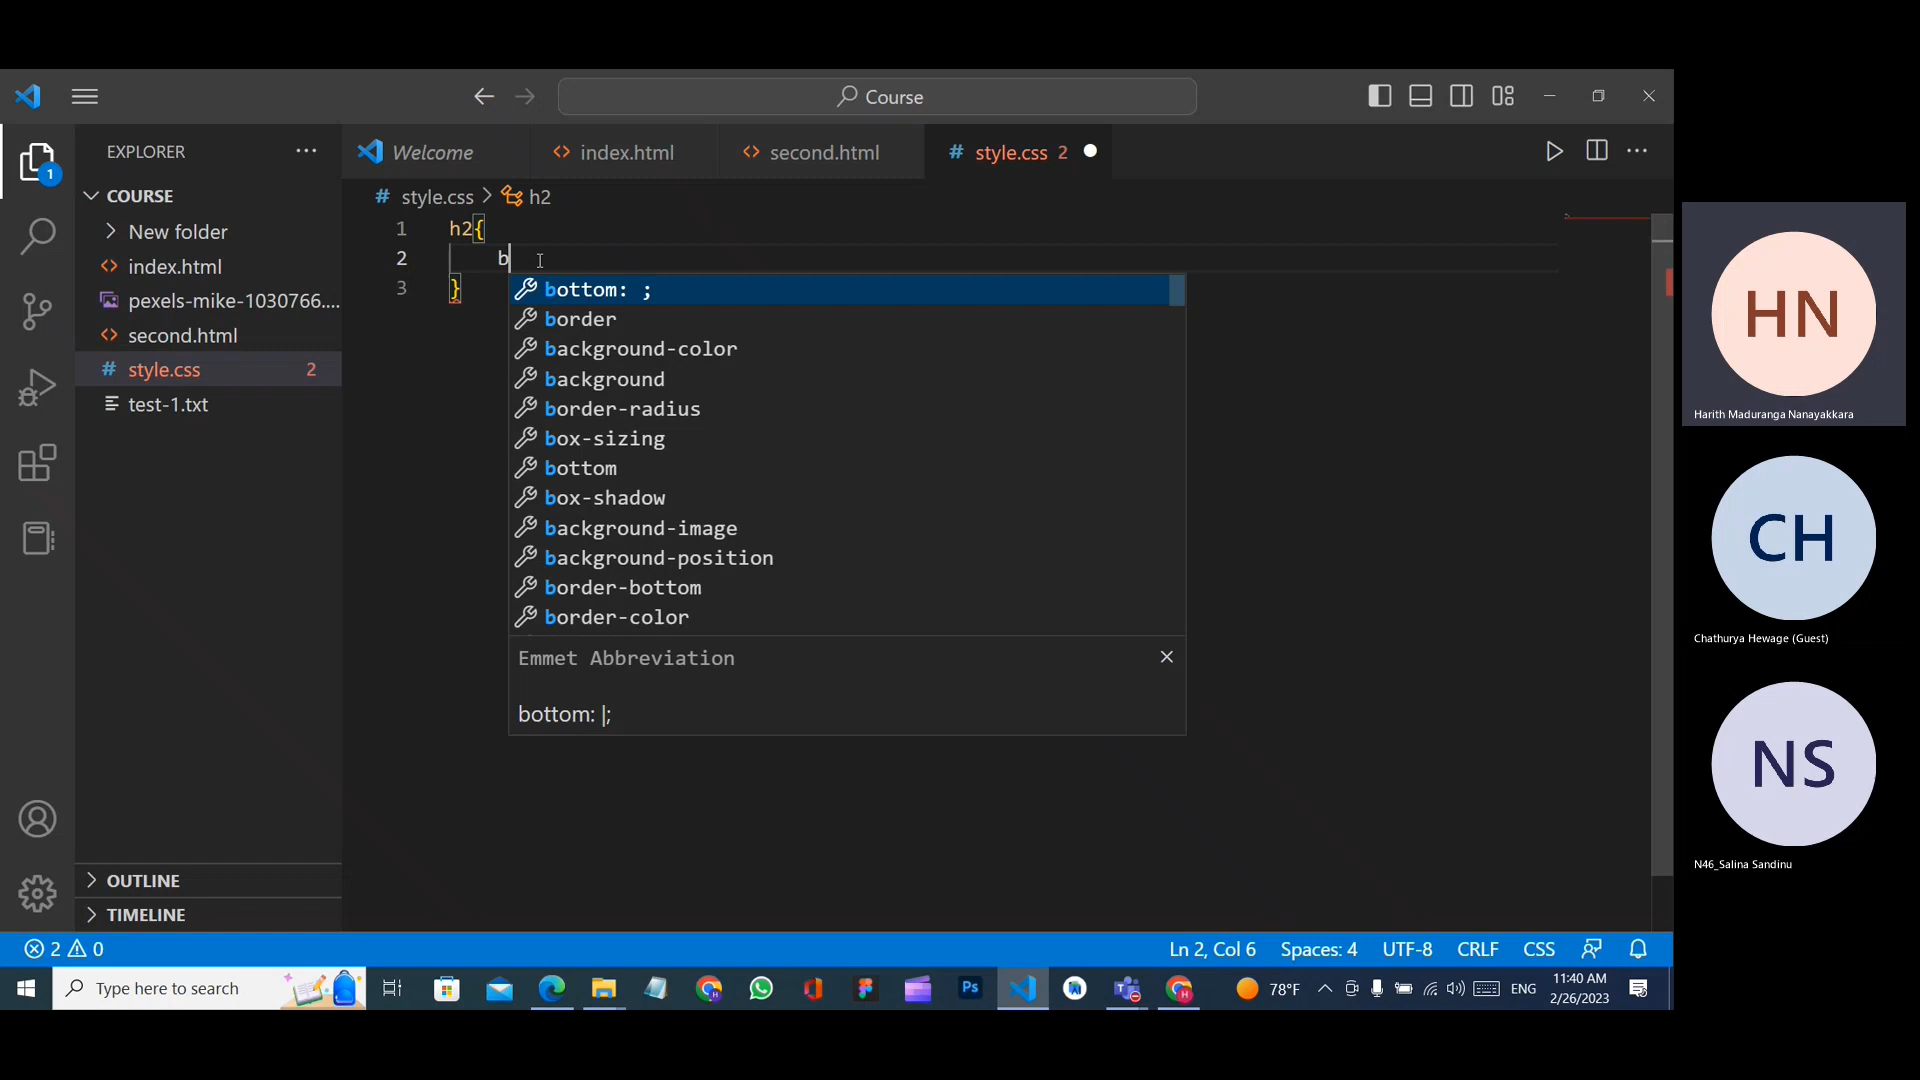 Course
EXPLORER
Welcome
index.html
second.html
style.css 2
style.css > h2
COURSE
New folder
index.html
pexels-mike-1030766....
second.html
style.css 2
test-1.txt
1
1 h2{
2 b
3 }
bottom: ;
border
background-color
background
border-radius
box-sizing
bottom
box-shadow
background-image
background-position
border-bottom
border-color
Emmet Abbreviation
bottom: |;
OUTLINE
TIMELINE
2 0
Ln 2, Col 6 Spaces: 4 UTF-8 CRLF CSS
Type here to search
Ps
78°F
ENG
11:40 AM
2/26/2023
HN
Harith Maduranga Nanayakkara
CH
Chathurya Hewage (Guest)
NS
N46_Salina Sandinu